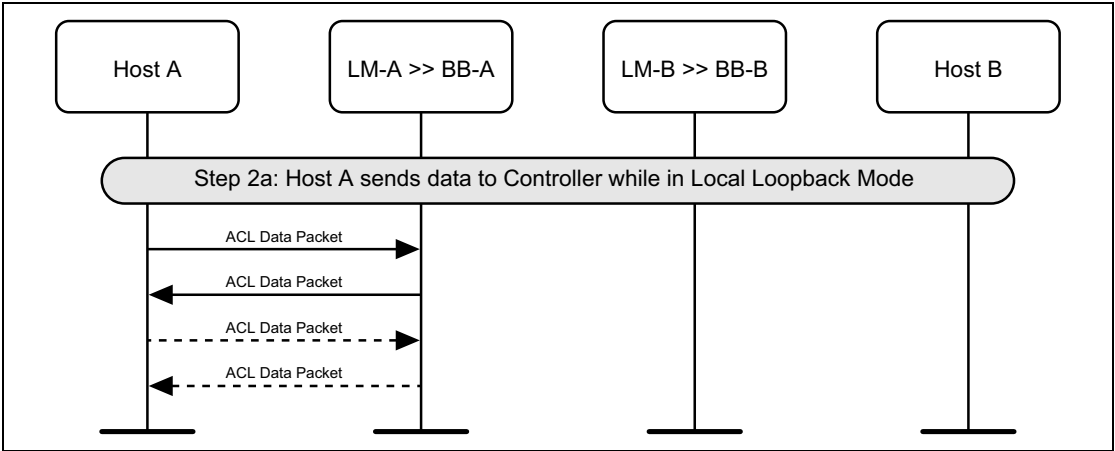 Host A
LM-A >> BB-A
LM-B >> BB-B
Host B
Step 2a: Host A sends data to Controller while in Local Loopback Mode
ACL Data Packet
ACL Data Packet
ACL Data Packet
ACL Data Packet